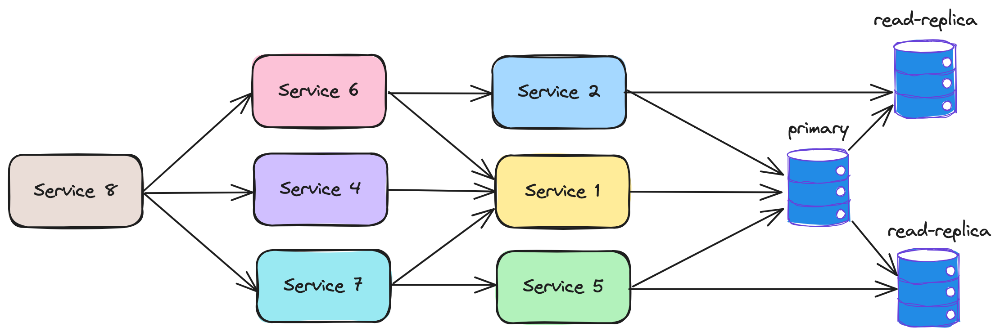 read-replica
Service 6
Service 2
primary
Service 8
Service 4
Service 1
read-replica
Service 7
Service 5